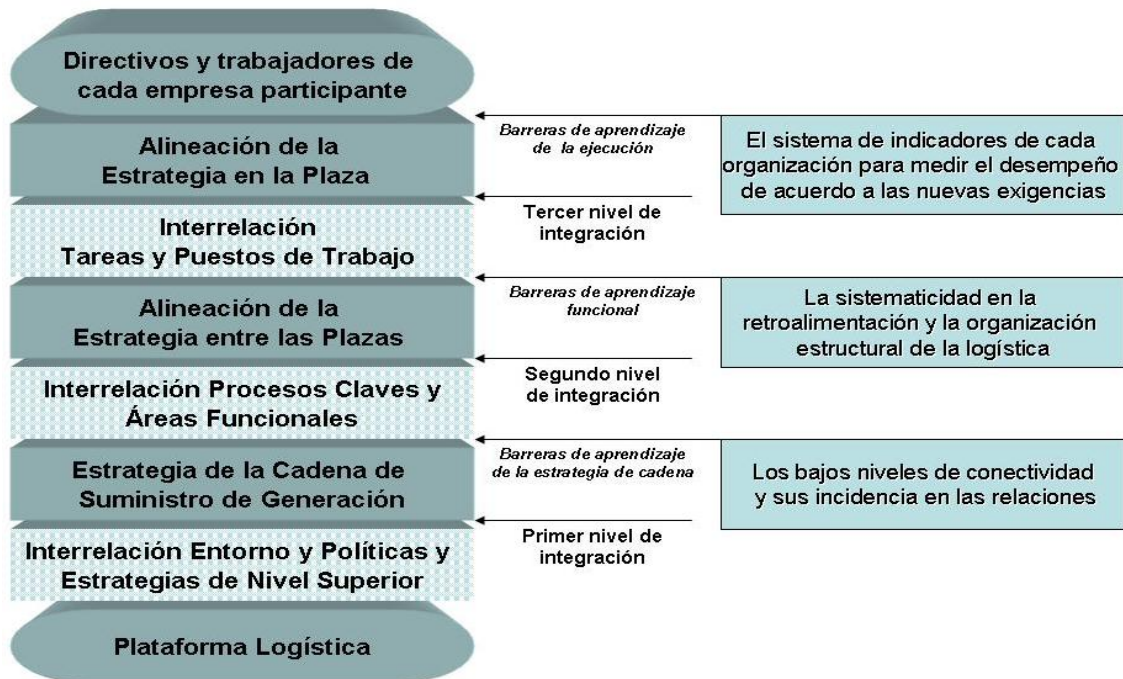 Directivos y trabajadores de
cada empresa participante
Alineación de la
Estrategia en la Plaza
Interrelación
Tareas y Puestos de Trabajo
Alineación de la
Estrategia entre las Plazas
Interrelación Procesos Claves y
Áreas Funcionales
Estrategia de la Cadena de
Suministro de Generación
Interrelación Entorno y Políticas y
Estrategias de Nivel Superior
Plataforma Logística
Barreras de aprendizaje
de la ejecución
Tercer nivel de
integración
Barreras de aprendizaje
funcional
Segundo nivel
de integración
Barreras de aprendizaje
de la estrategia de cadena
Primer nivel de
integración
El sistema de indicadores de cada
organización para medir el desempeño
de acuerdo a las nuevas exigencias
La sistematicidad en la
retroalimentación y la organización
estructural de la logística
Los bajos niveles de conectividad
y sus incidencia en las relaciones